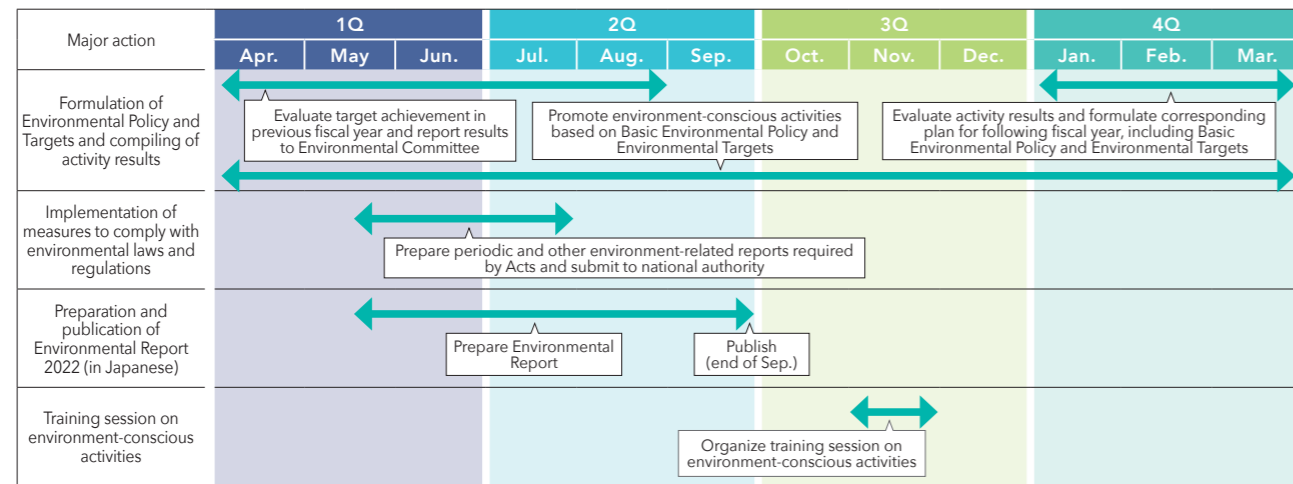 Major action
1Q
2Q
3Q
4Q
Apr.
May
Jun.
Jul.
Aug.
Sep.
Oct.
Nov.
Dec.
Jan.
Feb.
Mar.
Formulation of
Environmental Policy and
Targets and compiling of
activity results
Evaluate target achievement in
previous fiscal year and report results
to Environmental Committee
Promote environment-conscious activities
based on Basic Environmental Policy and
Environmental Targets
Evaluate activity results and formulate corresponding
plan for following fiscal year, including Basic
Environmental Policy and Environmental Targets
Implementation of
measures to comply with
environmental laws and
regulations
Prepare periodic and other environment-related reports required
by Acts and submit to national authority
Preparation and
publication of
Environmental Report
2022 (in Japanese)
Prepare Environmental
Report
Publish
(end of Sep.)
Training session on
environment-conscious
activities
Organize training session on
environment-conscious activities